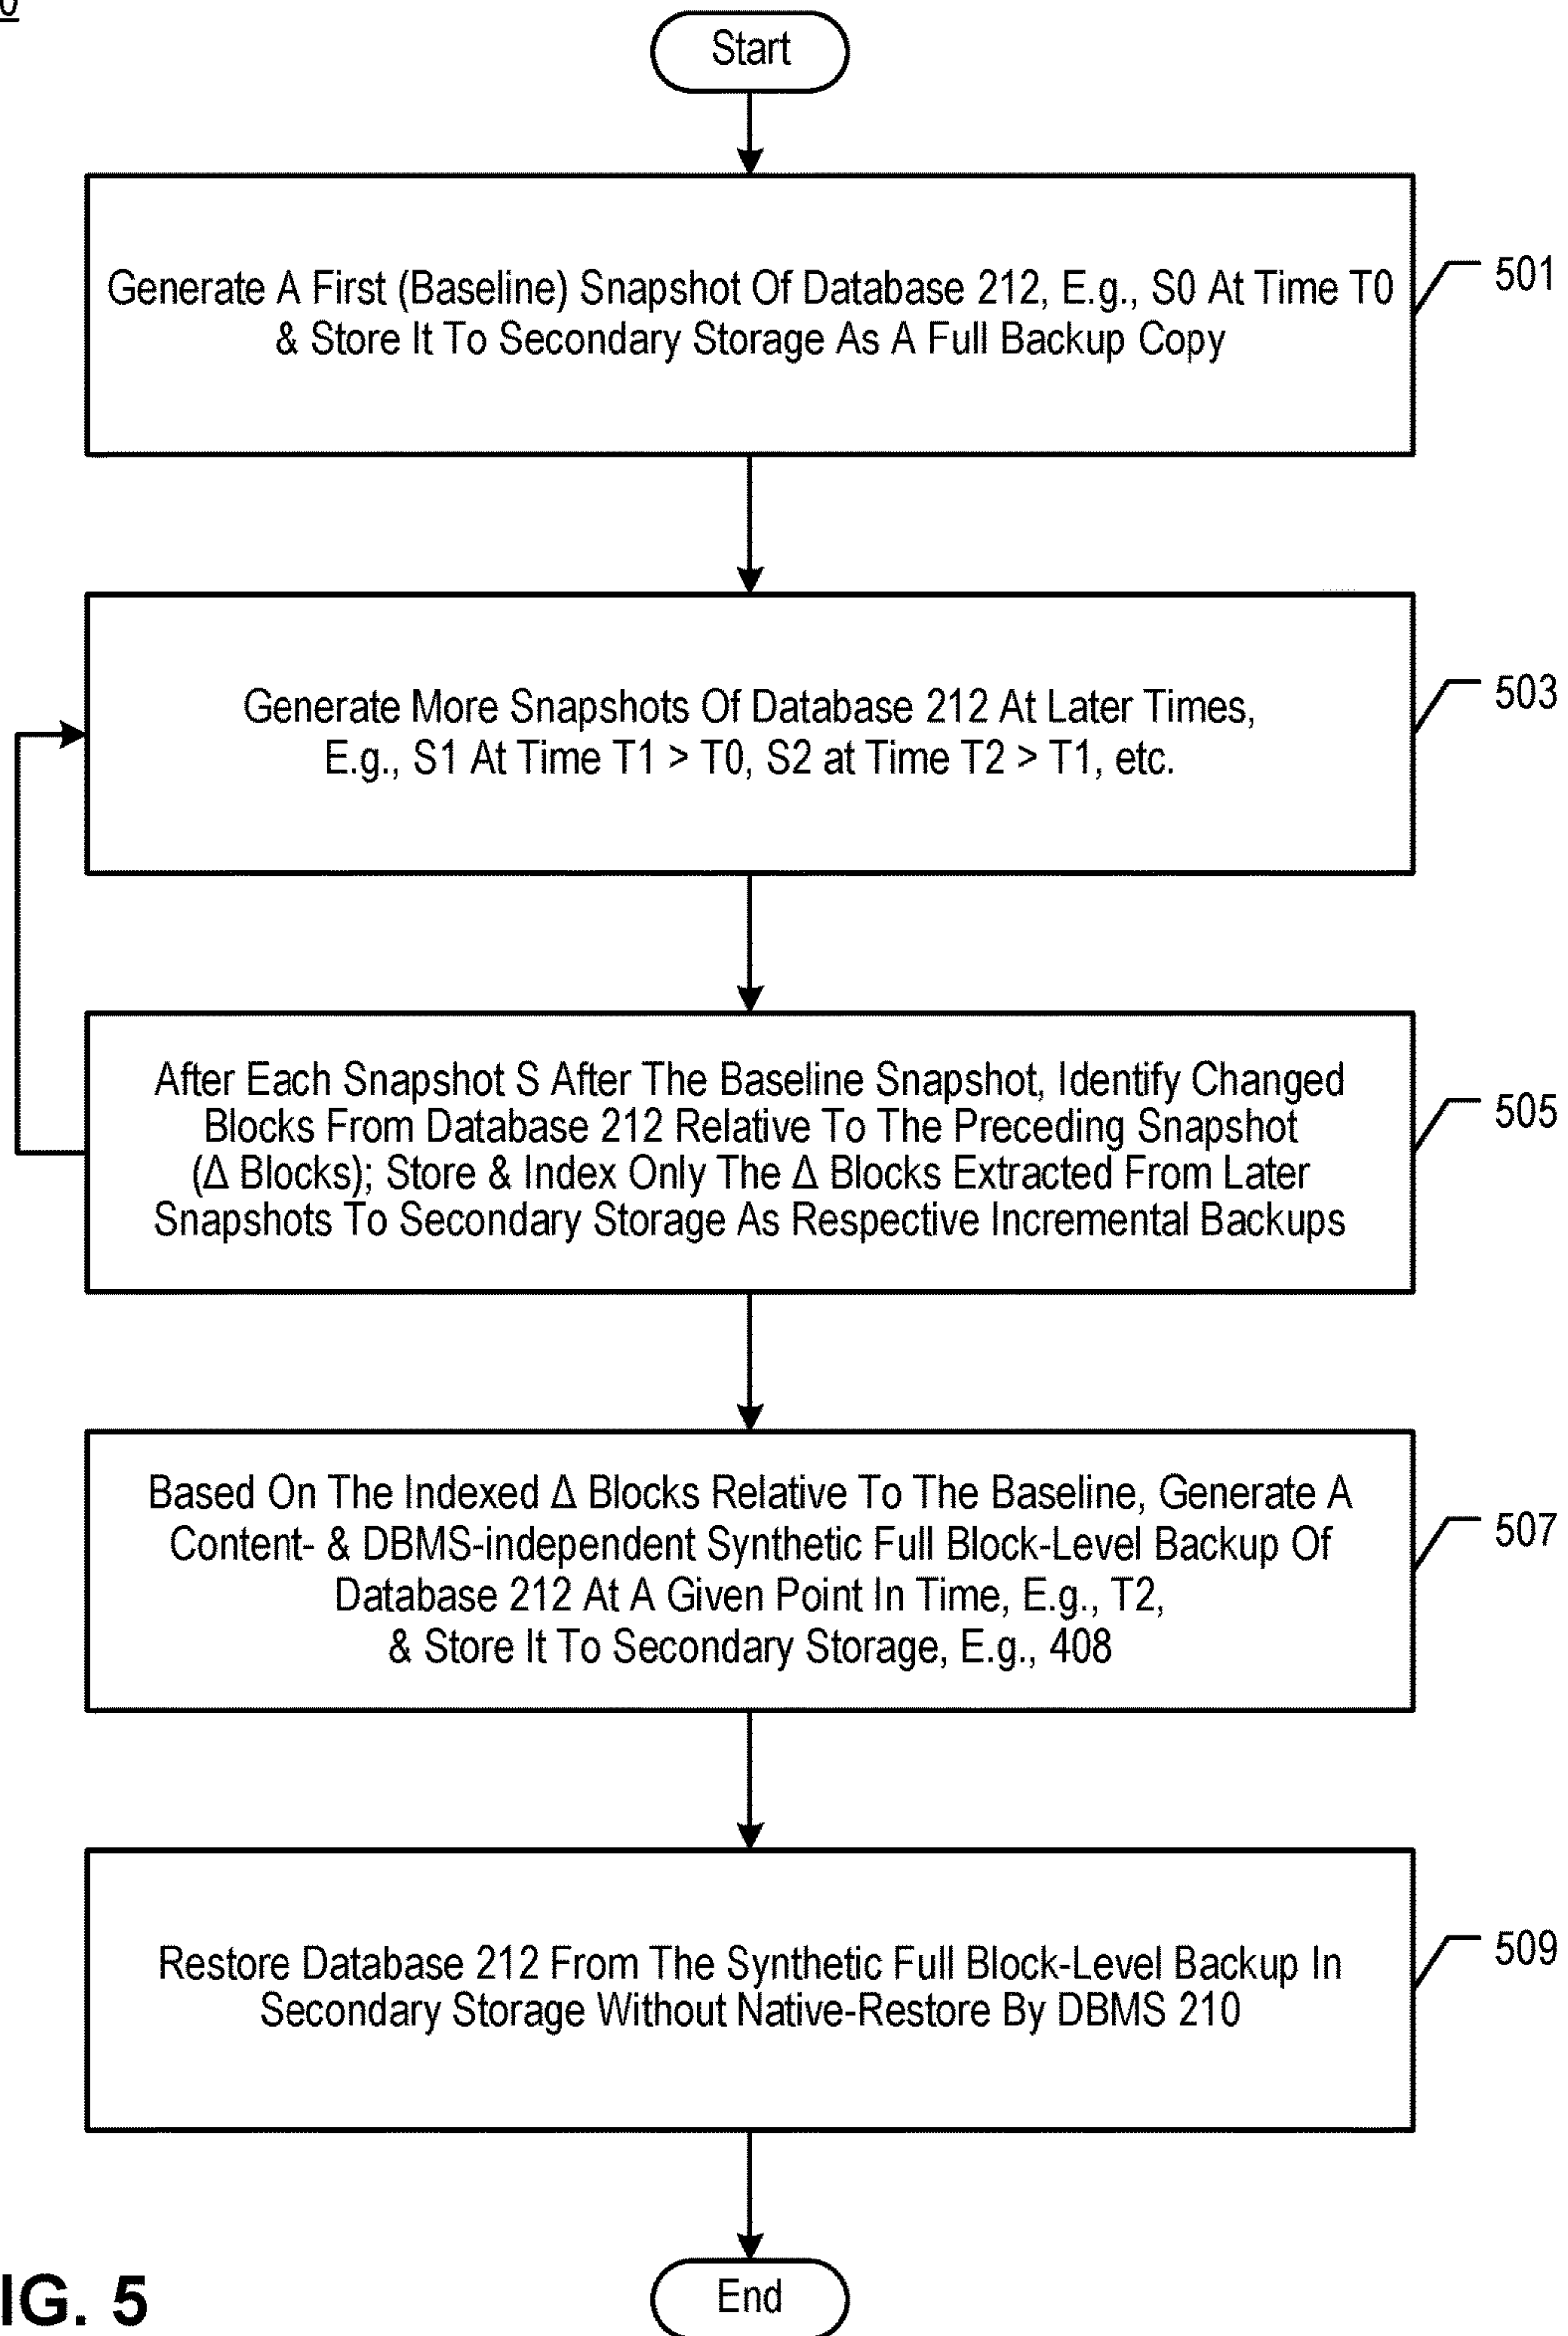 Start
Generate A First (Baseline) Snapshot Of Database 212, E.g., S0 At Time T0
& Store It To Secondary Storage As A Full Backup Copy
501
Generate More Snapshots Of Database 212 At Later Times,
E.g., S1 At Time T1 > T0, S2 at Time T2 > T1, etc.
503
After Each Snapshot S After The Baseline Snapshot, Identify Changed
Blocks From Database 212 Relative To The Preceding Snapshot
(Δ Blocks); Store & Index Only The Δ Blocks Extracted From Later
Snapshots To Secondary Storage As Respective Incremental Backups
505
Based On The Indexed Δ Blocks Relative To The Baseline, Generate A
Content- & DBMS-independent Synthetic Full Block-Level Backup Of
Database 212 At A Given Point In Time, E.g., T2,
& Store It To Secondary Storage, E.g., 408
507
Restore Database 212 From The Synthetic Full Block-Level Backup In
Secondary Storage Without Native-Restore By DBMS 210
509
End
IG. 5